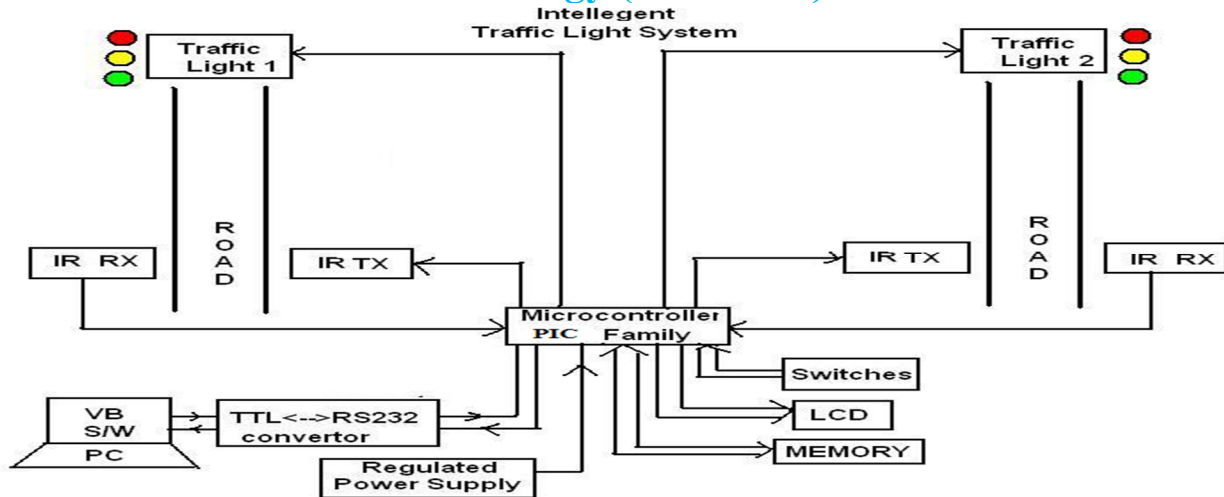 Intellegent
Traffic Light System
Traffic
Light 1
Traffic
Light 2
R
O
A
D
R
O
A
D
IR RX
IR TX
IR TX
IR RX
Microcontroller
PIC Family
Switches
VB
S/W
PC
TTL<-->RS232
convertor
LCD
MEMORY
Regulated
Power Supply